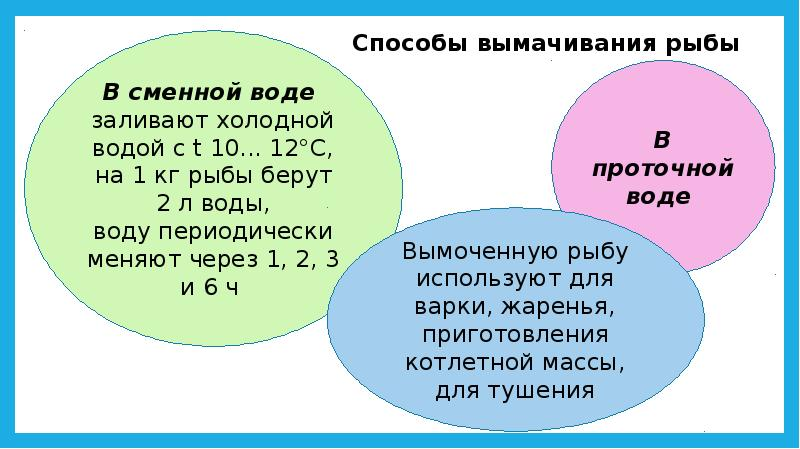 Способы вымачивания рыбы
В сменной воде
заливают холодной
водой с t 10... 12°С,
на 1 кг рыбы берут
2 л воды,
воду периодически
меняют через 1, 2, 3
и 6 ч
В
проточной
воде
Вымоченную рыбу
используют для
варки, жаренья,
приготовления
котлетной массы,
для тушения